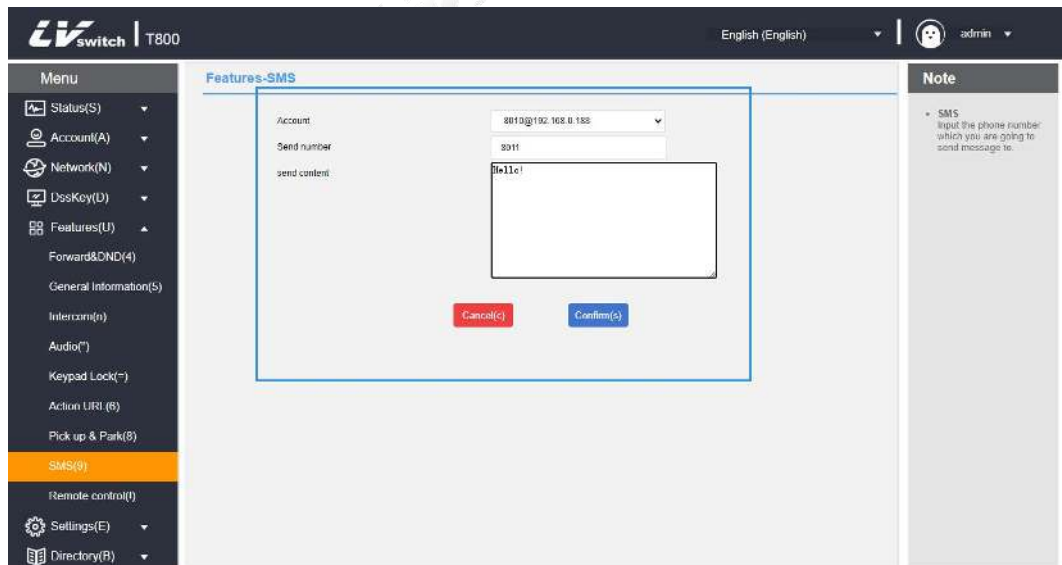 LVswitch | T800
English (English)
admin
Menu
Status(S)
Account(A)
Network(N)
DssKey(D)
Features(U)
Forward&DND(4)
General Information(5)
Intercom(n)
Audio(")
Keypad Lock(=)
Action URL(6)
Pick up & Park(8)
SMS(9)
Remote control(f)
Settings(E)
Directory(B)
Features-SMS
Account
8010@192.168.0.188
Send number
8011
send content
Hello!
Cancel(c)
Confirm(s)
Note
SMS
Input the phone number
which you are going to
send message to.